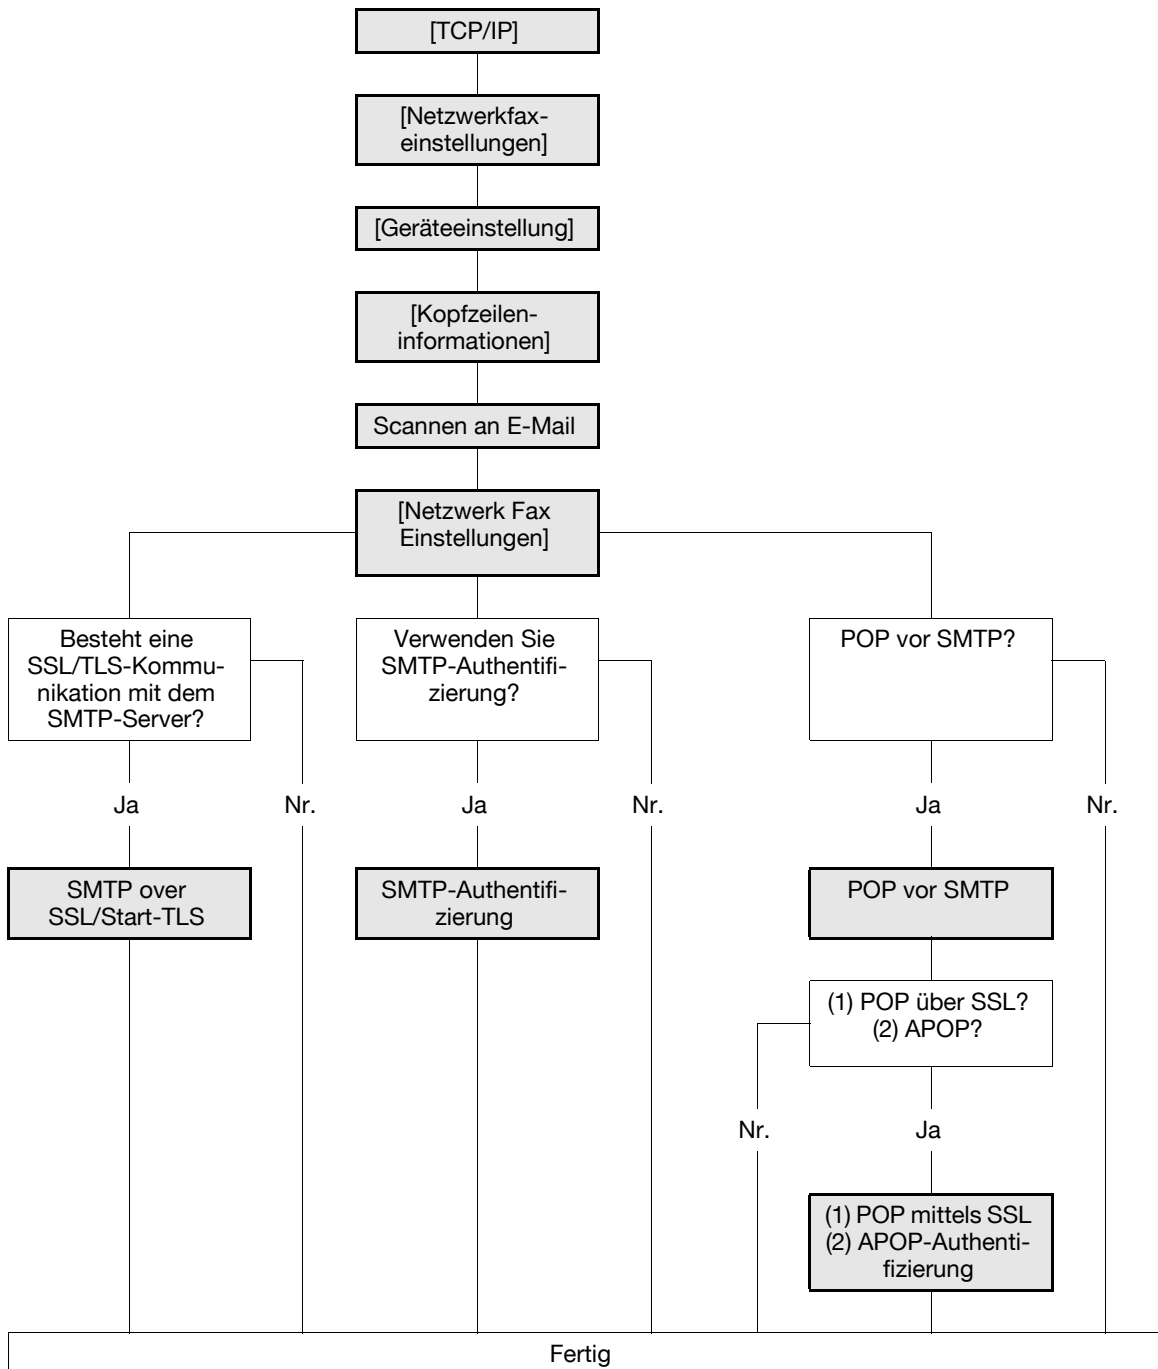 [TCP/IP]
[Netzwerkfax-
einstellungen]
[Geräteeinstellung]
[Kopfzeilen-
informationen]
Scannen an E-Mail
[Netzwerk Fax
Einstellungen]
Besteht eine
SSL/TLS-Kommu-
nikation mit dem
SMTP-Server?
Verwenden Sie
SMTP-Authentifi-
zierung?
POP vor SMTP?
Ja
Nr.
Ja
Nr.
Ja
Nr.
SMTP over
SSL/Start-TLS
SMTP-Authentifi-
zierung
POP vor SMTP
(1) POP über SSL?
(2) APOP?
Nr.
Ja
(1) POP mittels SSL
(2) APOP-Authenti-
fizierung
Fertig